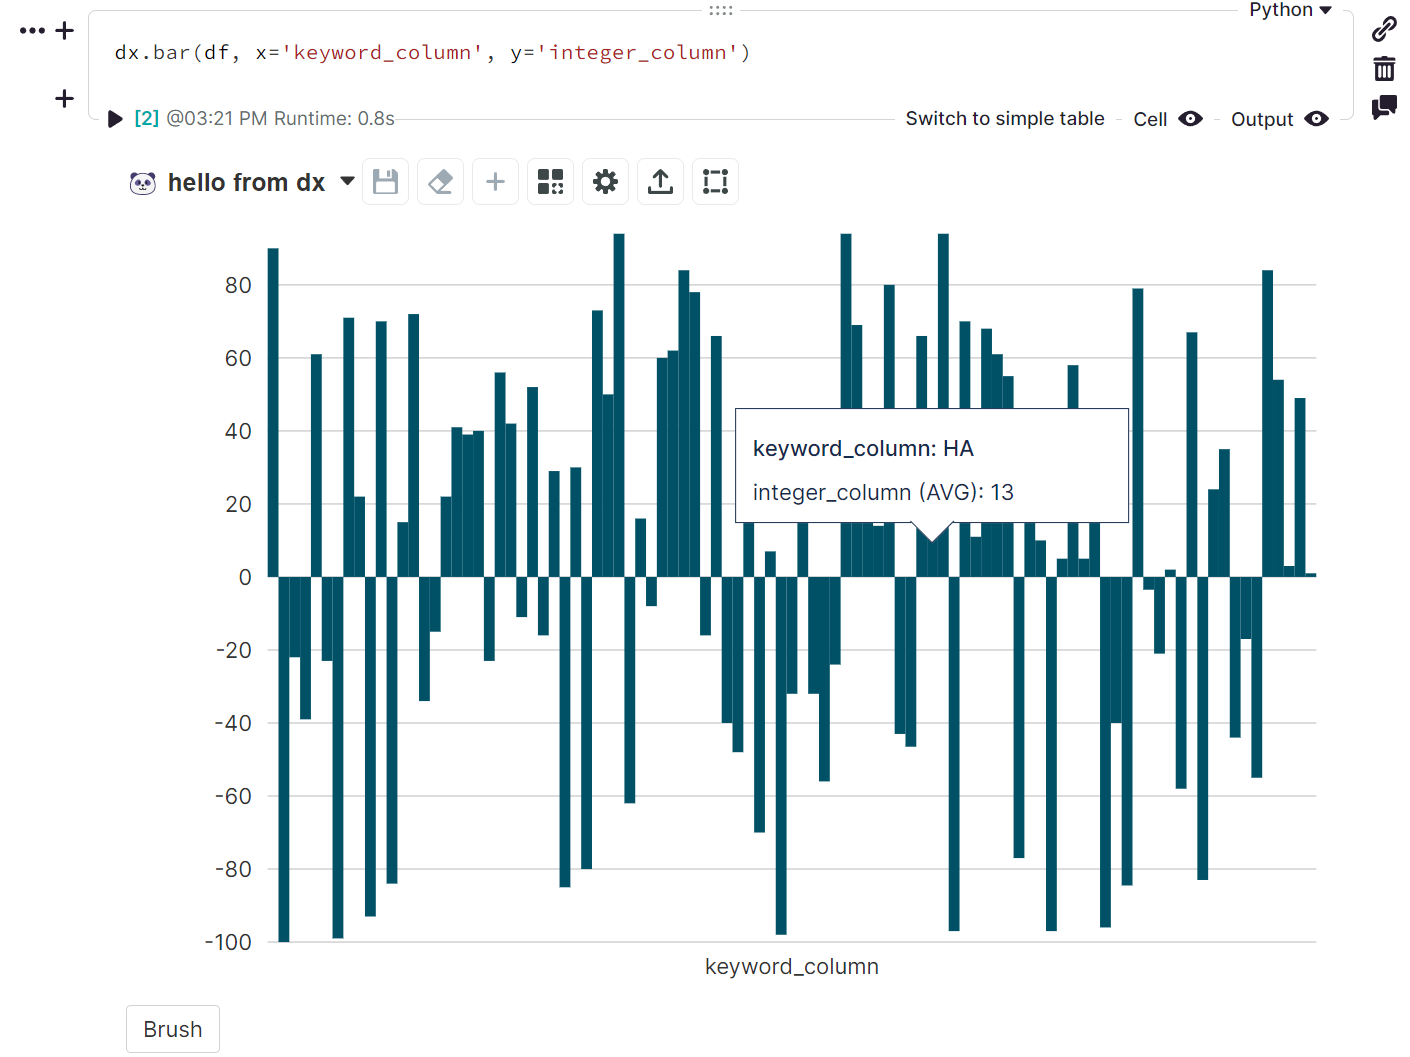 Python
dx.bar(df, x='keyword_column', y='integer_column')
[2] @03:21 PM Runtime: 0.8s
Switch to simple table - Cell - Output
hello from dx
80
60
40
20
0
-20
-40
-60
-80
-100
keyword_column: HA
integer_column (AVG): 13
keyword_column
Brush